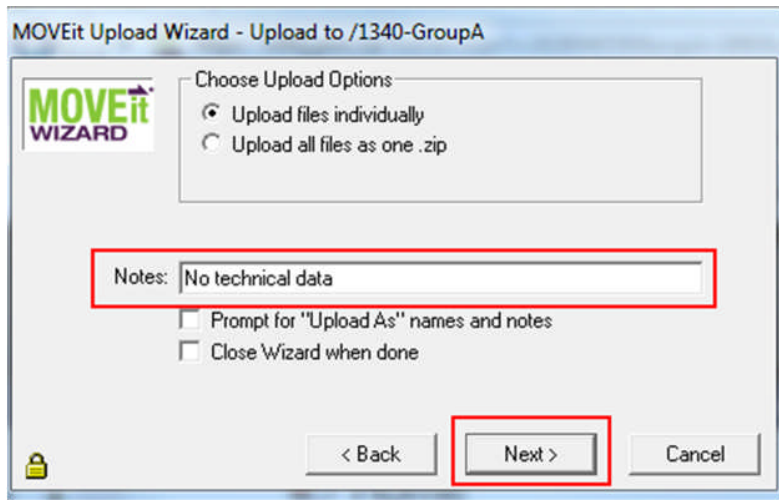 MOVEit Upload Wizard - Upload to /1340-GroupA
MOVEit
WIZARD
Choose Upload Options
Upload files individually
Upload all files as one .zip
Notes: No technical data
Prompt for "Upload As" names and notes
Close Wizard when done
< Back Next > Cancel